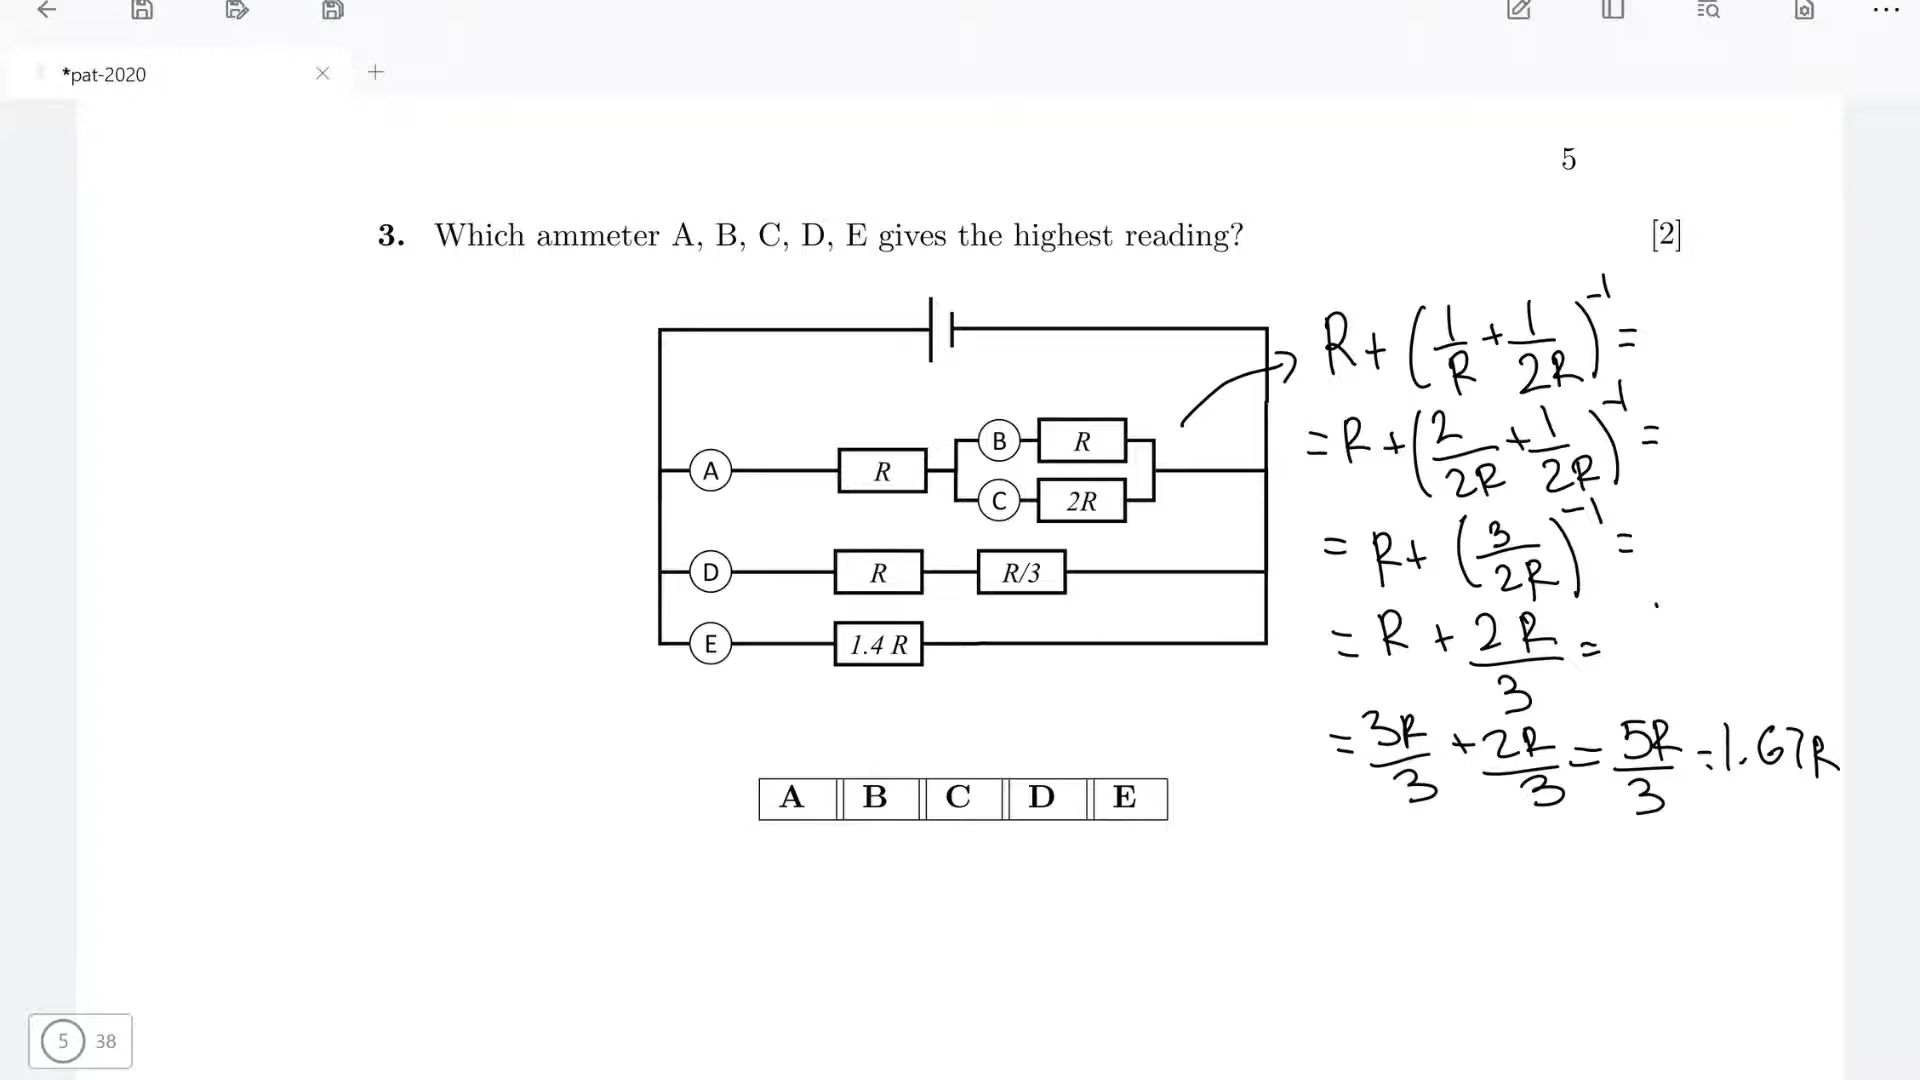 *pat-2020
5
3. Which ammeter A, B, C, D, E gives the highest reading? [2]
R + (1/R + 1/2R)^-1 =
= R + (2/2R + 1/2R)^-1 =
= R + (3/2R)^-1 =
= R + 2R/3 =
= 3R/3 + 2R/3 = 5R/3 = 1.67R
B R
A R
C 2R
D R R/3
E 1.4 R
A B C D E
5 38